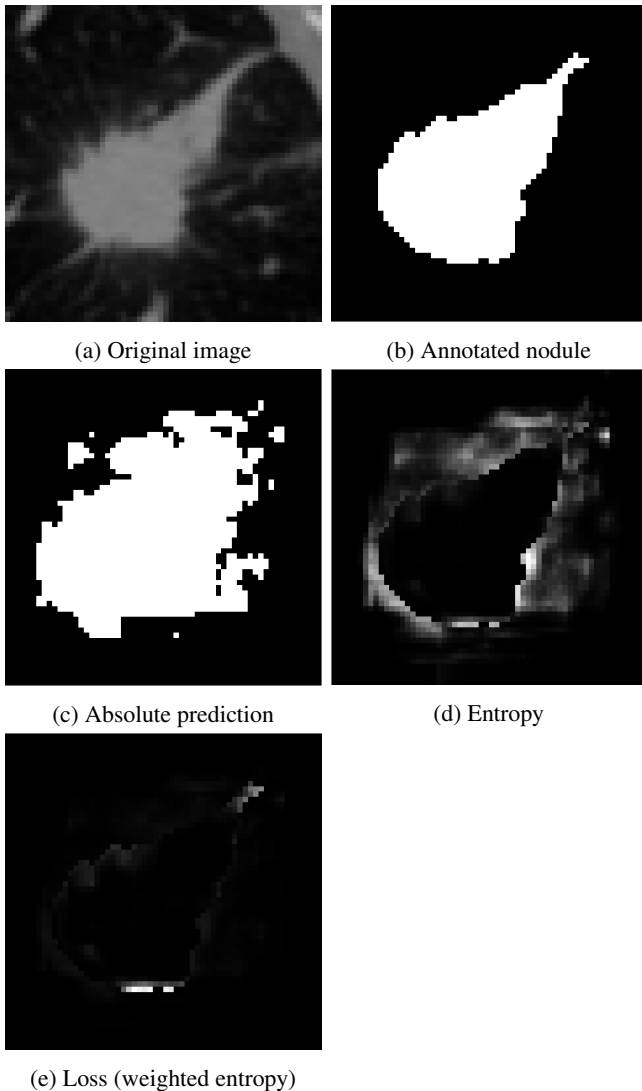 (a) Original image
(b) Annotated nodule
(c) Absolute prediction
(d) Entropy
(e) Loss (weighted entropy)